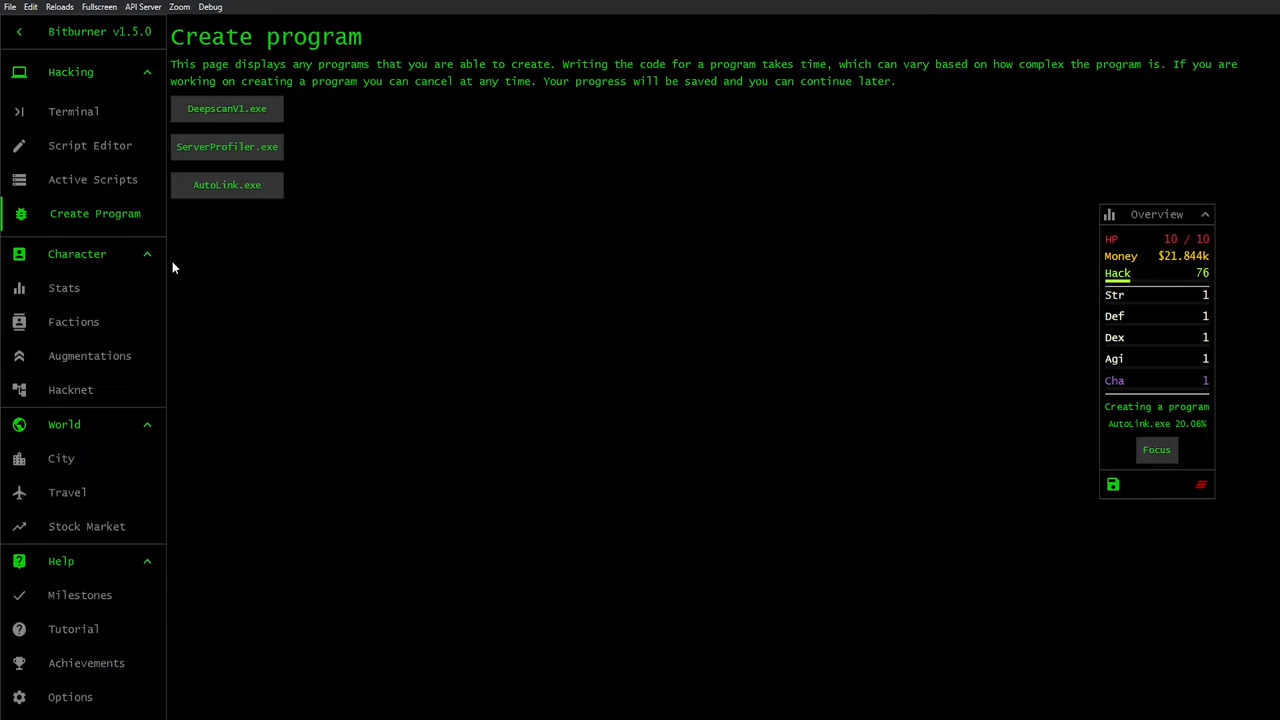 File Edit Reloads Fullscreen API Server Zoom Debug
Bitburner v1.5.0
Hacking
Terminal
Script Editor
Active Scripts
Create Program
Character
Stats
Factions
Augmentations
Hacknet
World
City
Travel
Stock Market
Help
Milestones
Tutorial
Achievements
Options
Create program
This page displays any programs that you are able to create. Writing the code for a program takes time, which can vary based on how complex the program is. If you are
working on creating a program you can cancel at any time. Your progress will be saved and you can continue later.
DeepscanV1.exe
ServerProfiler.exe
AutoLink.exe
Overview
HP 10 / 10
Money $21.844k
Hack 76
Str 1
Def 1
Dex 1
Agi 1
Cha 1
Creating a program
AutoLink.exe 20.06%
Focus